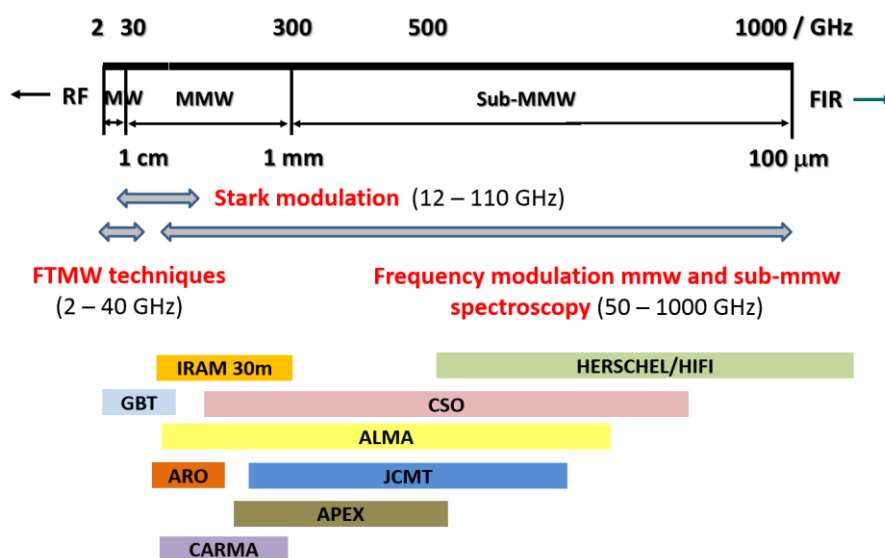 2 30 300 500 1000 / GHz
RF MW MMW Sub-MMW FIR
1 cm 1 mm 100 μm
Stark modulation (12 – 110 GHz)
FTMW techniques
(2 – 40 GHz)
Frequency modulation mmw and sub-mmw
spectroscopy (50 – 1000 GHz)
IRAM 30m HERSCHEL/HIFI
GBT CSO
ALMA
ARO JCMT
APEX
CARMA